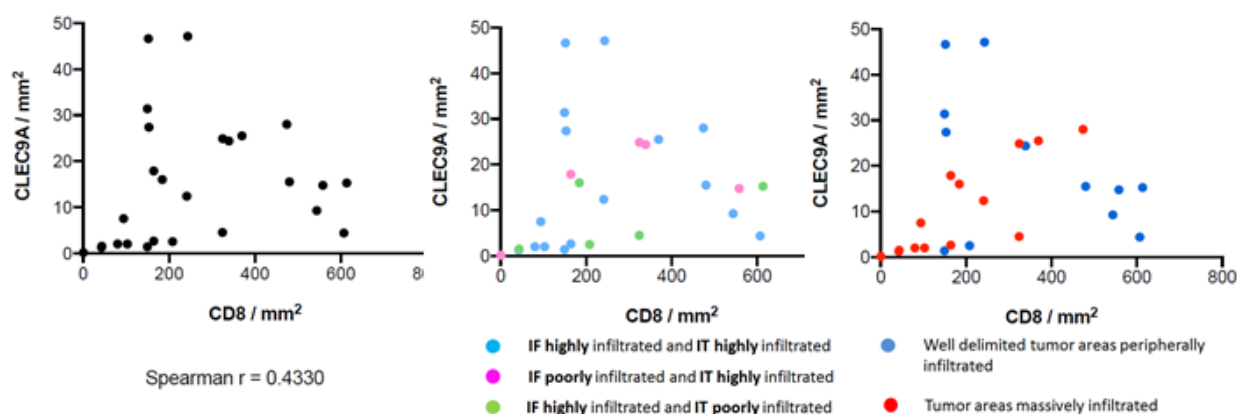 50
40
30
20
10
0
CLEC9A / mm²
0 200 400 600 80
CD8 / mm²
Spearman r = 0.4330
50
40
30
20
10
0
CLEC9A / mm²
0 200 400 600
CD8 / mm²
IF highly infiltrated and IT highly infiltrated
IF poorly infiltrated and IT highly infiltrated
IF highly infiltrated and IT poorly infiltrated
50
40
30
20
10
0
CLEC9A / mm²
0 200 400 600 800
CD8 / mm²
Well delimited tumor areas peripherally
infiltrated
Tumor areas massively infiltrated